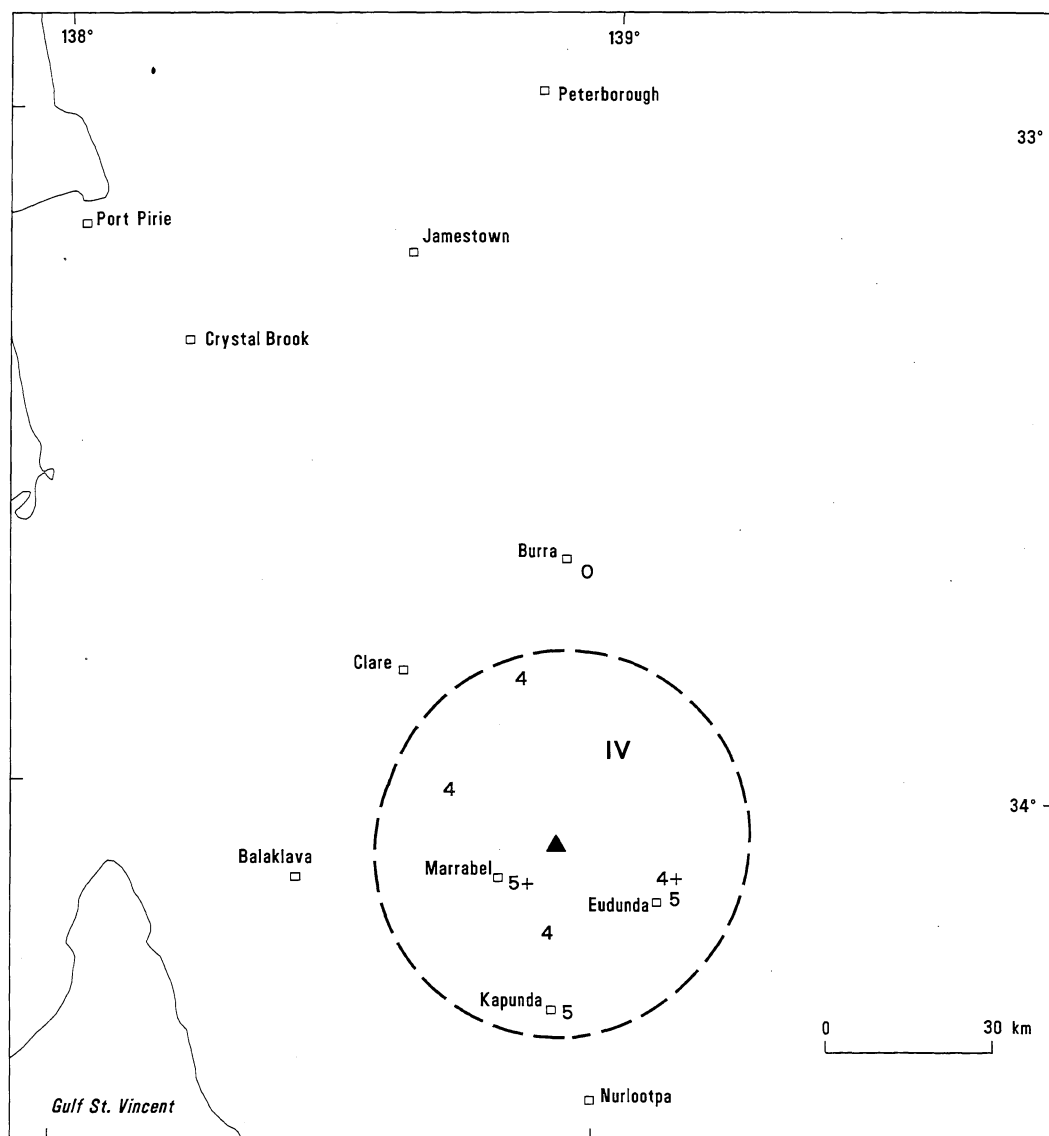 138°
139°
Peterborough
33°
Port Pirie
Jamestown
Crystal Brook
Burra
0
Clare
4
IV
4
34°
Balaklava
Marrabel
5+
4+
Eudunda
5
4
Kapunda
5
0
30 km
Nurlootpa
Gulf St. Vincent